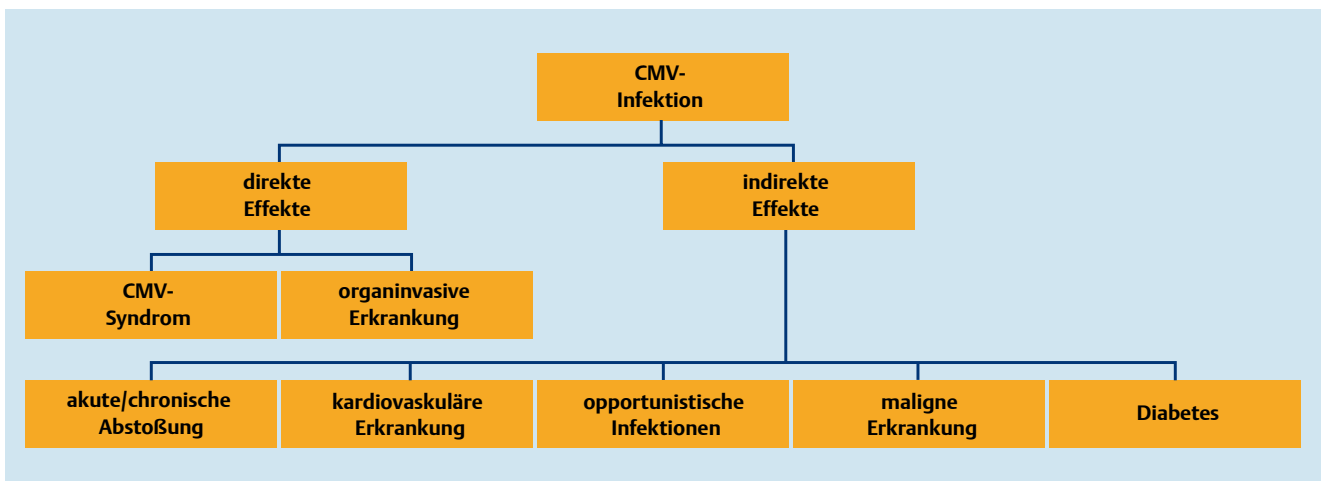 CMV-
Infektion
direkte
Effekte
indirekte
Effekte
CMV-
Syndrom
organinvasive
Erkrankung
akute/chronische
Abstoßung
kardiovaskuläre
Erkrankung
opportunistische
Infektionen
maligne
Erkrankung
Diabetes